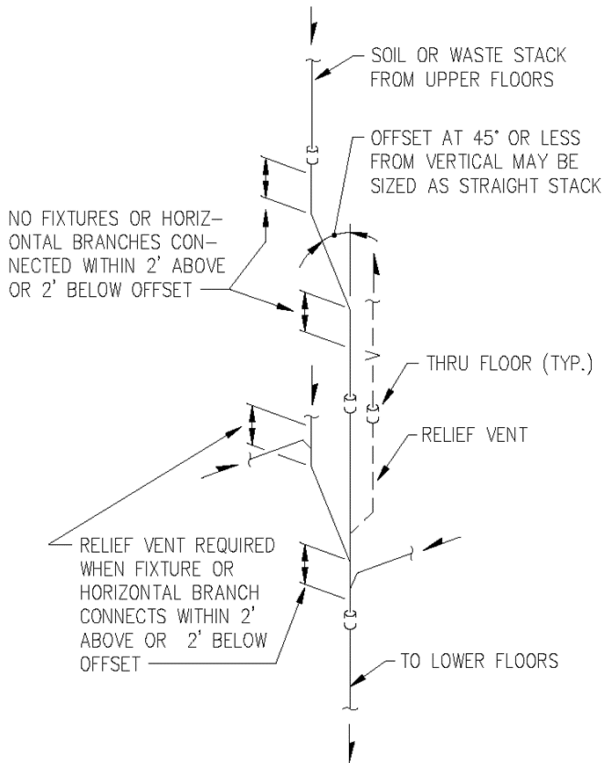 SOIL OR WASTE STACK
FROM UPPER FLOORS
OFFSET AT 45° OR LESS
FROM VERTICAL MAY BE
SIZED AS STRAIGHT STACK
NO FIXTURES OR HORIZ-
ONTAL BRANCHES CON-
NECTED WITHIN 2' ABOVE
OR 2' BELOW OFFSET
THRU FLOOR (TYP.)
RELIEF VENT
RELIEF VENT REQUIRED
WHEN FIXTURE OR
HORIZONTAL BRANCH
CONNECTS WITHIN 2'
ABOVE OR 2' BELOW
OFFSET
TO LOWER FLOORS